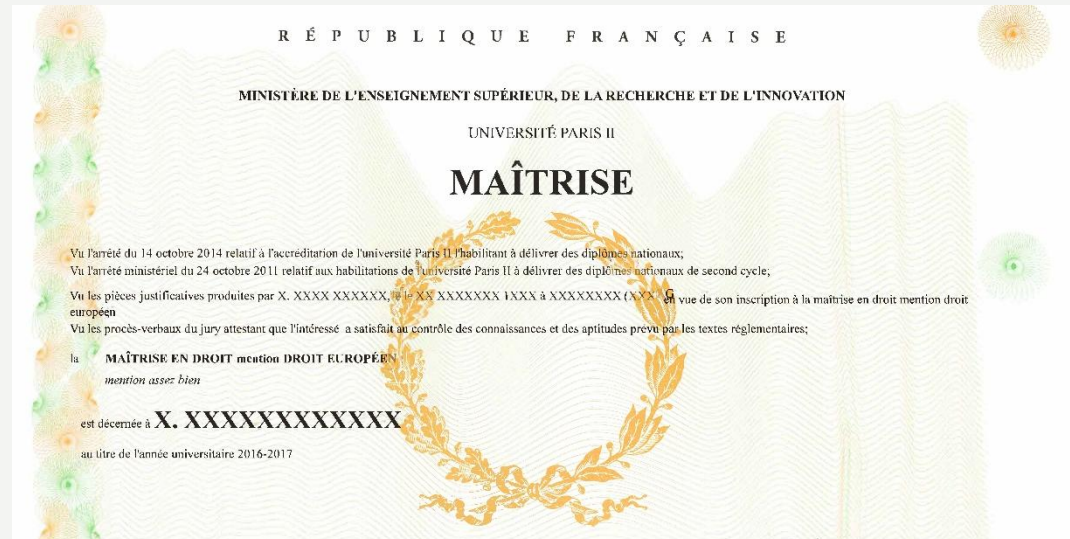 RÉPUBLIQUE FRANÇAISE
MINISTÈRE DE L'ENSEIGNEMENT SUPÉRIEUR, DE LA RECHERCHE ET DE L'INNOVATION
UNIVERSITÉ PARIS II
MAÎTRISE
Vu l'arrêté du 14 octobre 2014 relatif à l'accréditation de l'université Paris II l'habilitant à délivrer des diplômes nationaux;
Vu l'arrêté ministériel du 24 octobre 2011 relatif aux habilitations de l'université Paris II à délivrer des diplômes nationaux de second cycle;
Vu les pièces justificatives produites par X. XXXX XXXXXX, le XX XXXXXXX 1XXX à XXXXXXXX (XXX en vue de son inscription à la maîtrise en droit mention droit
européen
Vu les procès-verbaux du jury attestant que l'intéressé a satisfait au contrôle des connaissances et des aptitudes prévu par les textes réglementaires;
la MAÎTRISE EN DROIT mention DROIT EUROPÉEN
mention assez bien
est décernée à X. XXXXXXXXXXXX
au titre de l'année universitaire 2016-2017